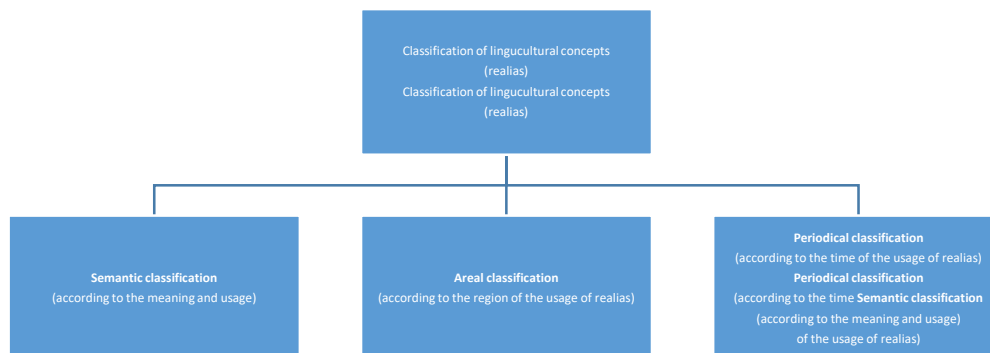 Classification of lingucultural concepts
(realias)
Classification of lingucultural concepts
(realias)
Semantic classification
(according to the meaning and usage)
Areal classification
(according to the region of the usage of realias)
Periodical classification
(according to the time of the usage of realias)
Periodical classification
(according to the time Semantic classification
(according to the meaning and usage)
of the usage of realias)